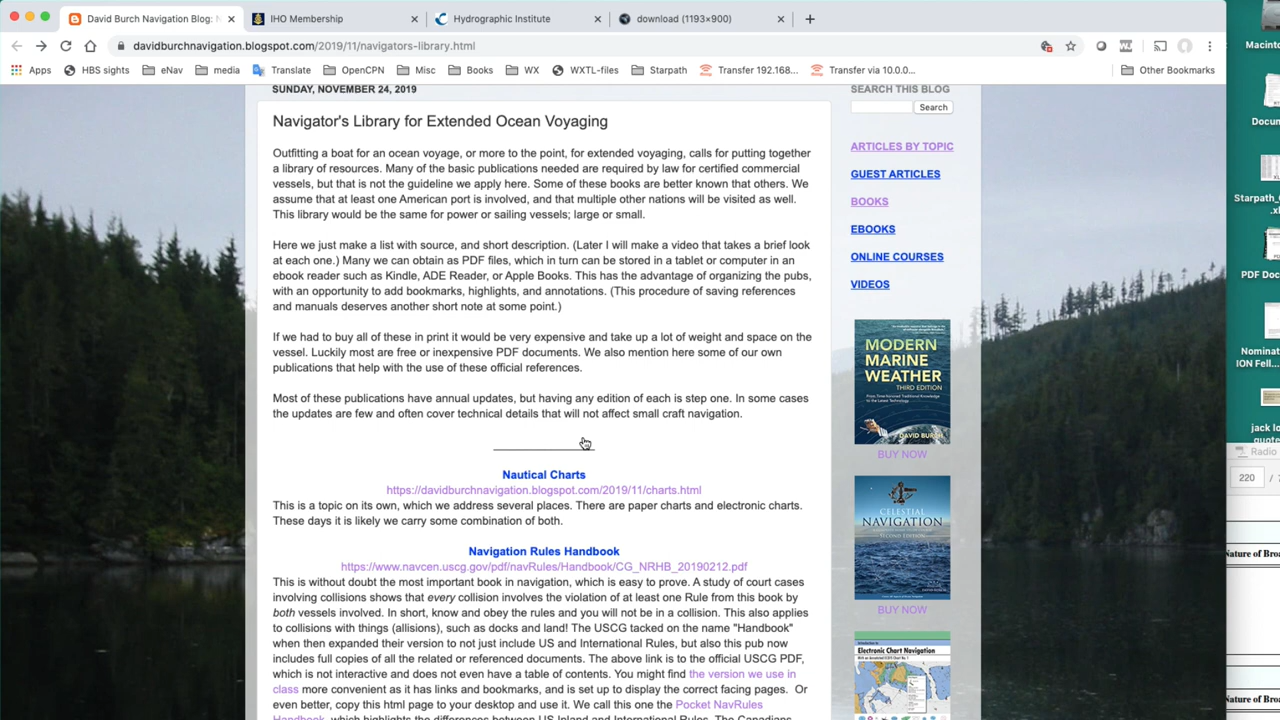 David Burch Navigation Blog: N
IHO Membership
Hydrographic Institute
download (1193×900)
davidburchnavigation.blogspot.com/2019/11/navigators-library.html
Apps
HBS sights
eNav
media
Translate
OpenCPN
Misc
Books
WX
WXTL-files
Starpath
Transfer 192.168...
Transfer via 10.0.0...
Other Bookmarks
SUNDAY, NOVEMBER 24, 2019
Navigator's Library for Extended Ocean Voyaging
Outfitting a boat for an ocean voyage, or more to the point, for extended voyaging, calls for putting together
a library of resources. Many of the basic publications needed are required by law for certified commercial
vessels, but that is not the guideline we apply here. Some of these books are better known that others. We
assume that at least one American port is involved, and that multiple other nations will be visited as well.
This library would be the same for power or sailing vessels; large or small.
Here we just make a list with source, and short description. (Later I will make a video that takes a brief look
at each one.) Many we can obtain as PDF files, which in turn can be stored in a tablet or computer in an
ebook reader such as Kindle, ADE Reader, or Apple Books. This has the advantage of organizing the pubs,
with an opportunity to add bookmarks, highlights, and annotations. (This procedure of saving references
and manuals deserves another short note at some point.)
If we had to buy all of these in print it would be very expensive and take up a lot of weight and space on the
vessel. Luckily most are free or inexpensive PDF documents. We also mention here some of our own
publications that help with the use of these official references.
Most of these publications have annual updates, but having any edition of each is step one. In some cases
the updates are few and often cover technical details that will not affect small craft navigation.
Nautical Charts
https://davidburchnavigation.blogspot.com/2019/11/charts.html
This is a topic on its own, which we address several places. There are paper charts and electronic charts.
These days it is likely we carry some combination of both.
Navigation Rules Handbook
https://www.navcen.uscg.gov/pdf/navRules/Handbook/CG_NRHB_20190212.pdf
This is without doubt the most important book in navigation, which is easy to prove. A study of court cases
involving collisions shows that every collision involves the violation of at least one Rule from this book by
both vessels involved. In short, know and obey the rules and you will not be in a collision. This also applies
to collisions with things (allisions), such as docks and land! The USCG tacked on the name "Handbook"
when then expanded their version to not just include US and International Rules, but also this pub now
includes full copies of all the related or referenced documents. The above link is to the official USCG PDF,
which is not interactive and does not even have a table of contents. You might find the version we use in
class more convenient as it has links and bookmarks, and is set up to display the correct facing pages. Or
even better, copy this html page to your desktop and use it. We call this one the Pocket NavRules
Handbook, which highlights the differences between US Inland and International Rules. The Canadians
SEARCH THIS BLOG
Search
ARTICLES BY TOPIC
GUEST ARTICLES
BOOKS
EBOOKS
ONLINE COURSES
VIDEOS
MODERN
MARINE
WEATHER
THIRD EDITION
DAVID BURCH
BUY NOW
CELESTIAL
NAVIGATION
SECOND EDITION
BUY NOW
Introduction to
Electronic Chart Navigation
Macintos
Docum
Starpath_
.xl
PDF Doc
Nominat
ION Fell...
jack lo
quote
Radio
220 /
Nature of Broa
Nature of Broa